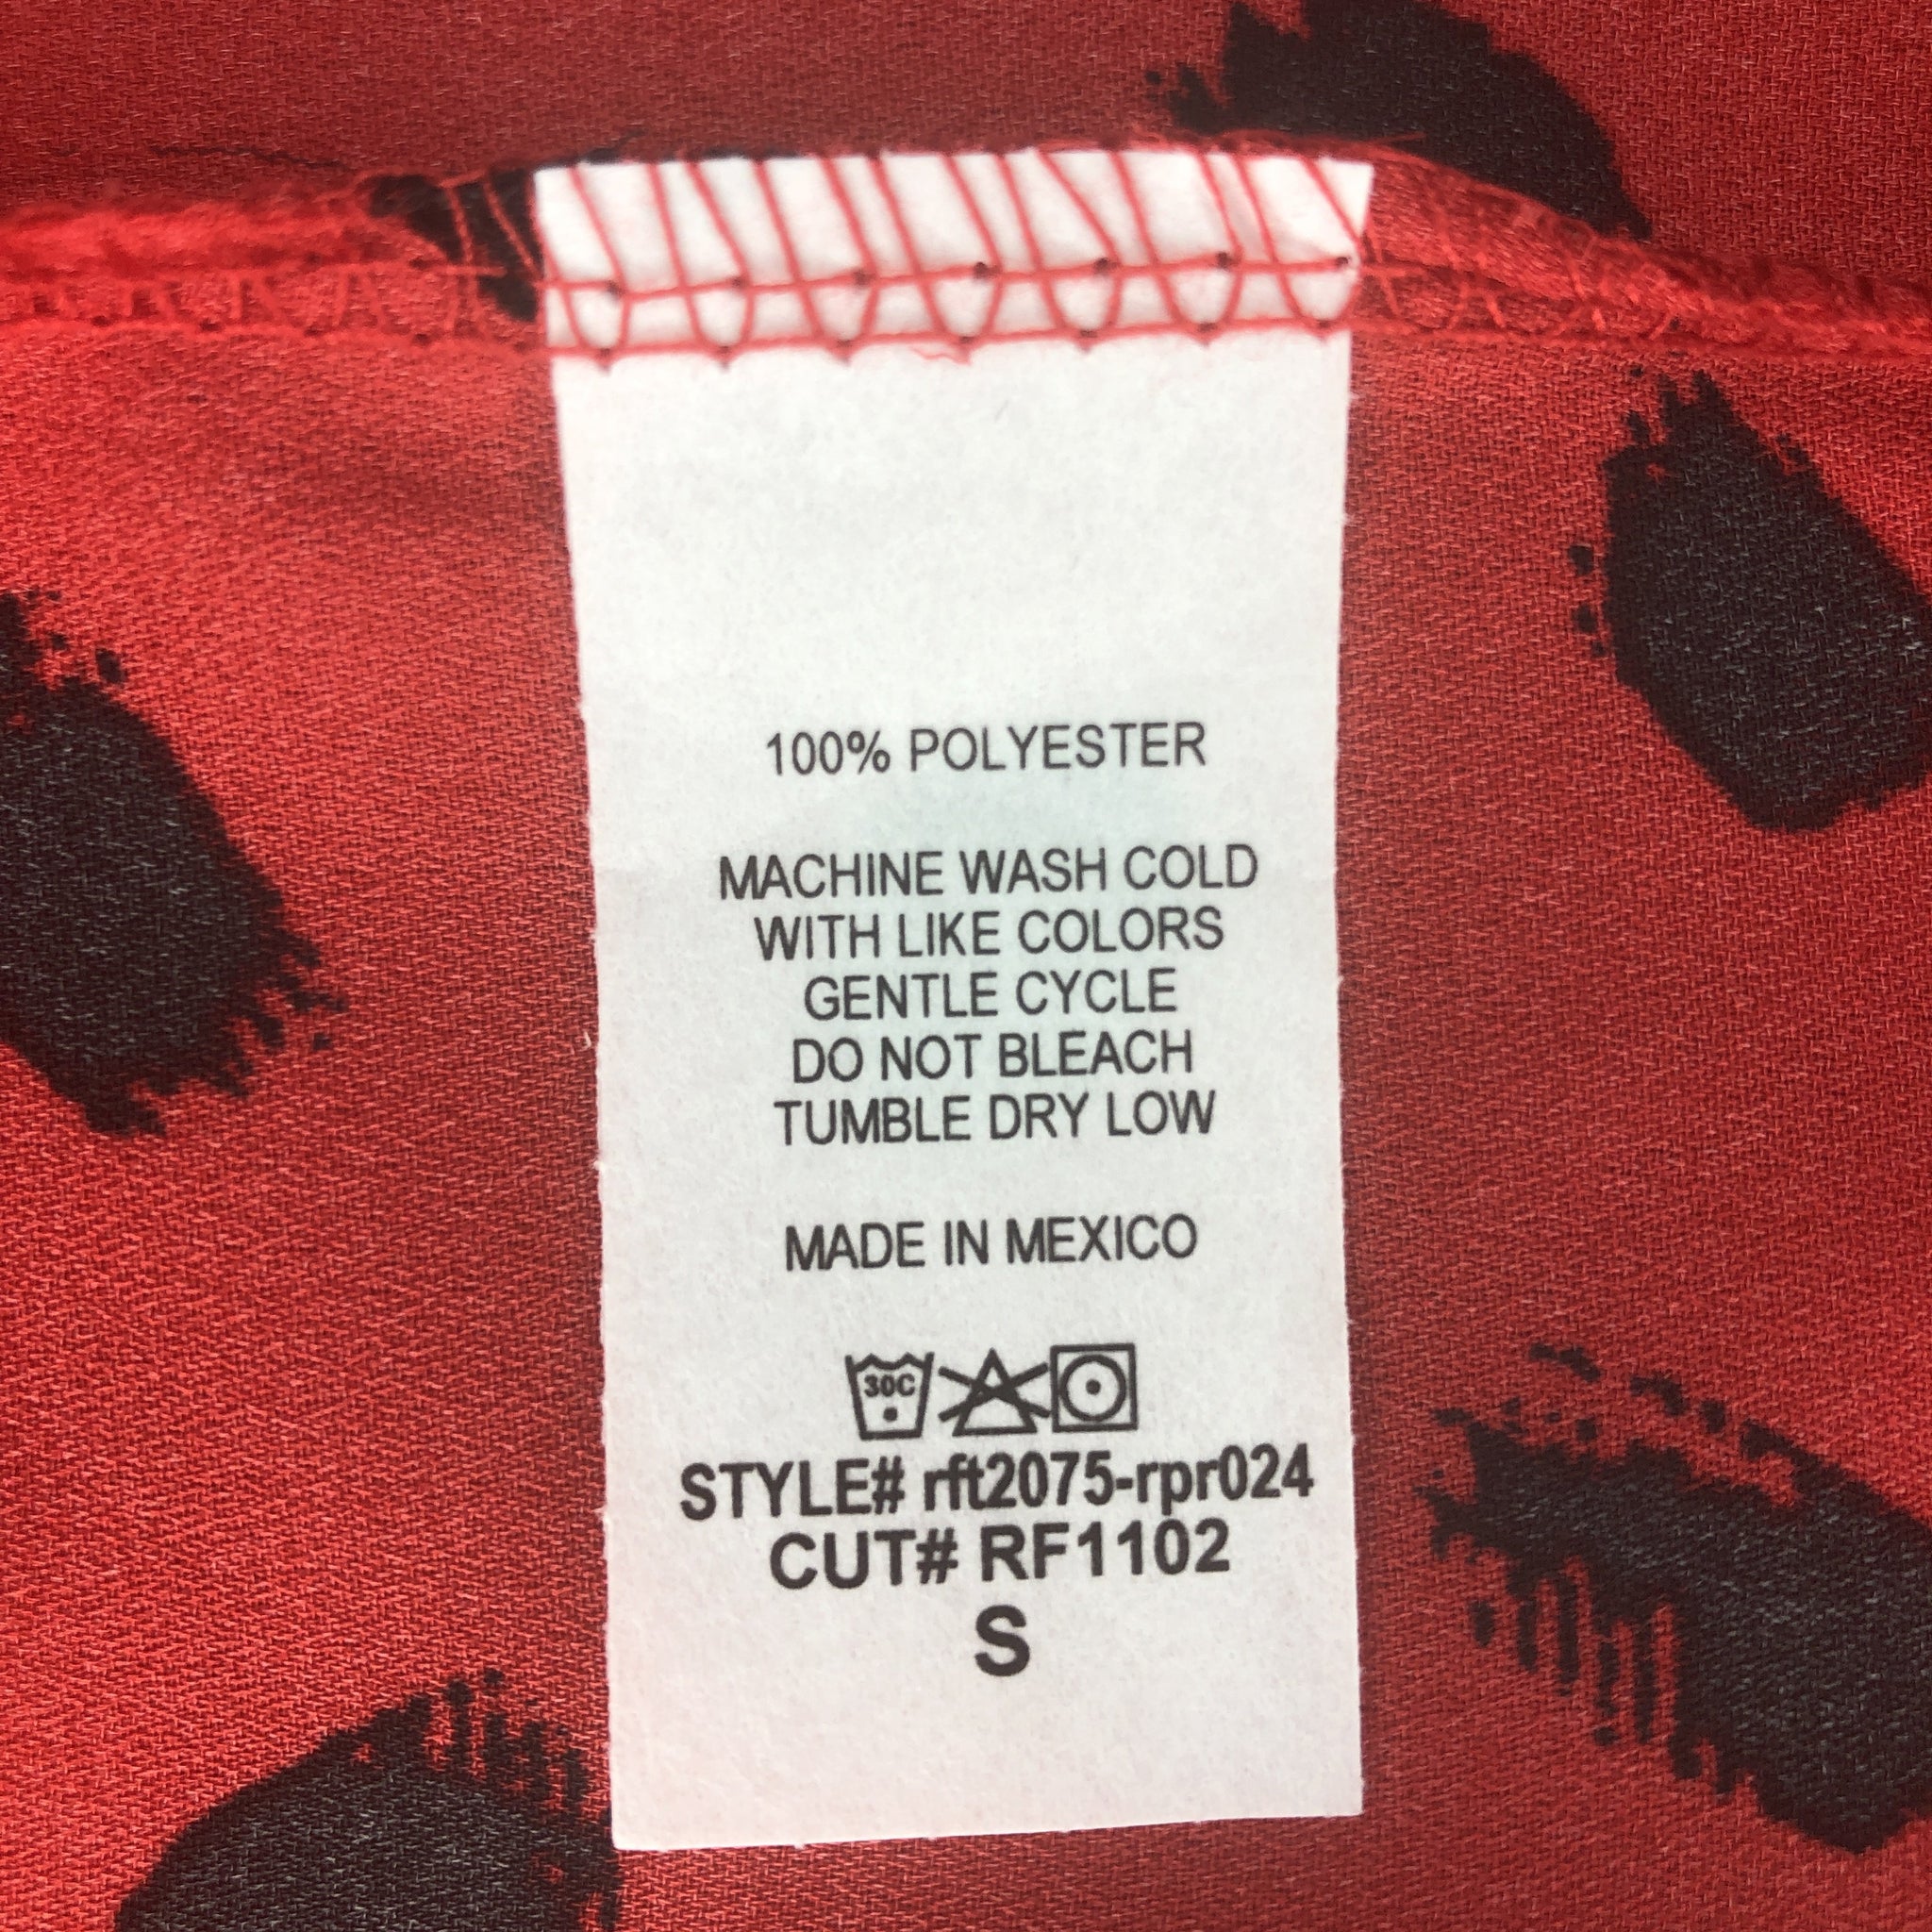 100% POLYESTER
MACHINE WASH COLD
WITH LIKE COLORS
GENTLE CYCLE
DO NOT BLEACH
TUMBLE DRY LOW
MADE IN MEXICO
30C
STYLE# rft2075-rpr024
CUT# RF1102
S